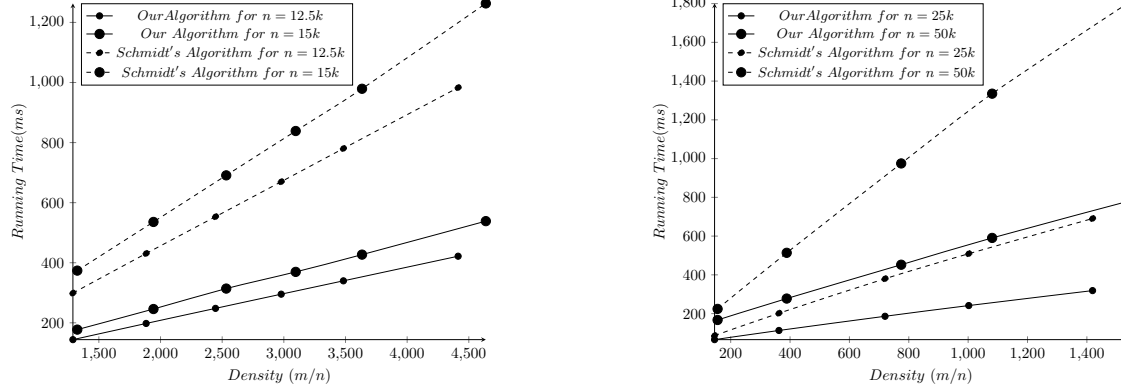 OurAlgorithm for n = 12.5k
Our Algorithm for n = 15k
Schmidt's Algorithm for n = 12.5k
Schmidt's Algorithm for n = 15k
1,200
1,000
800
600
400
200
Running Time(ms)
1,500 2,000 2,500 3,000 3,500 4,000 4,500
Density (m/n)
OurAlgorithm for n = 25k
Our Algorithm for n = 50k
Schmidt's Algorithm for n = 25k
Schmidt's Algorithm for n = 50k
1,800
1,600
1,400
1,200
1,000
800
600
400
200
Running Time(ms)
200 400 600 800 1,000 1,200 1,400
Density (m/n)